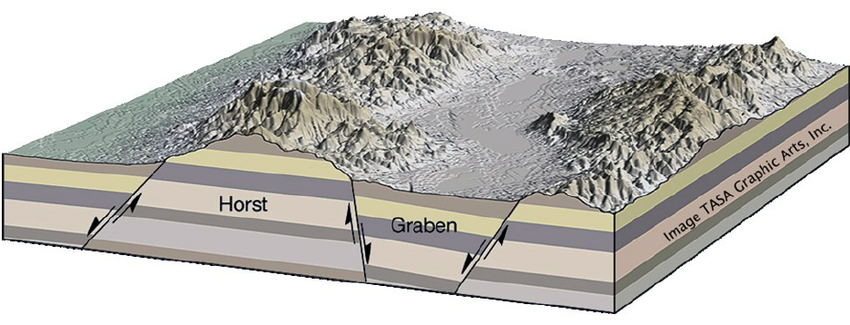 Horst
Graben
Image TASA Graphic Arts, Inc.